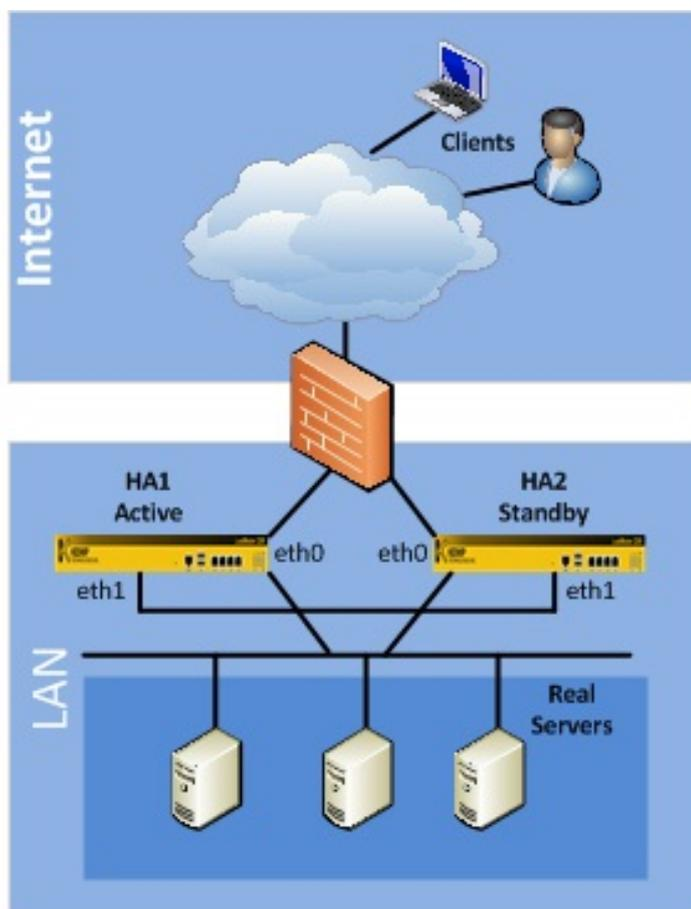 Internet
Clients
HA1
Active
HA2
Standby
eth0
eth0
eth1
eth1
LAN
Real
Servers